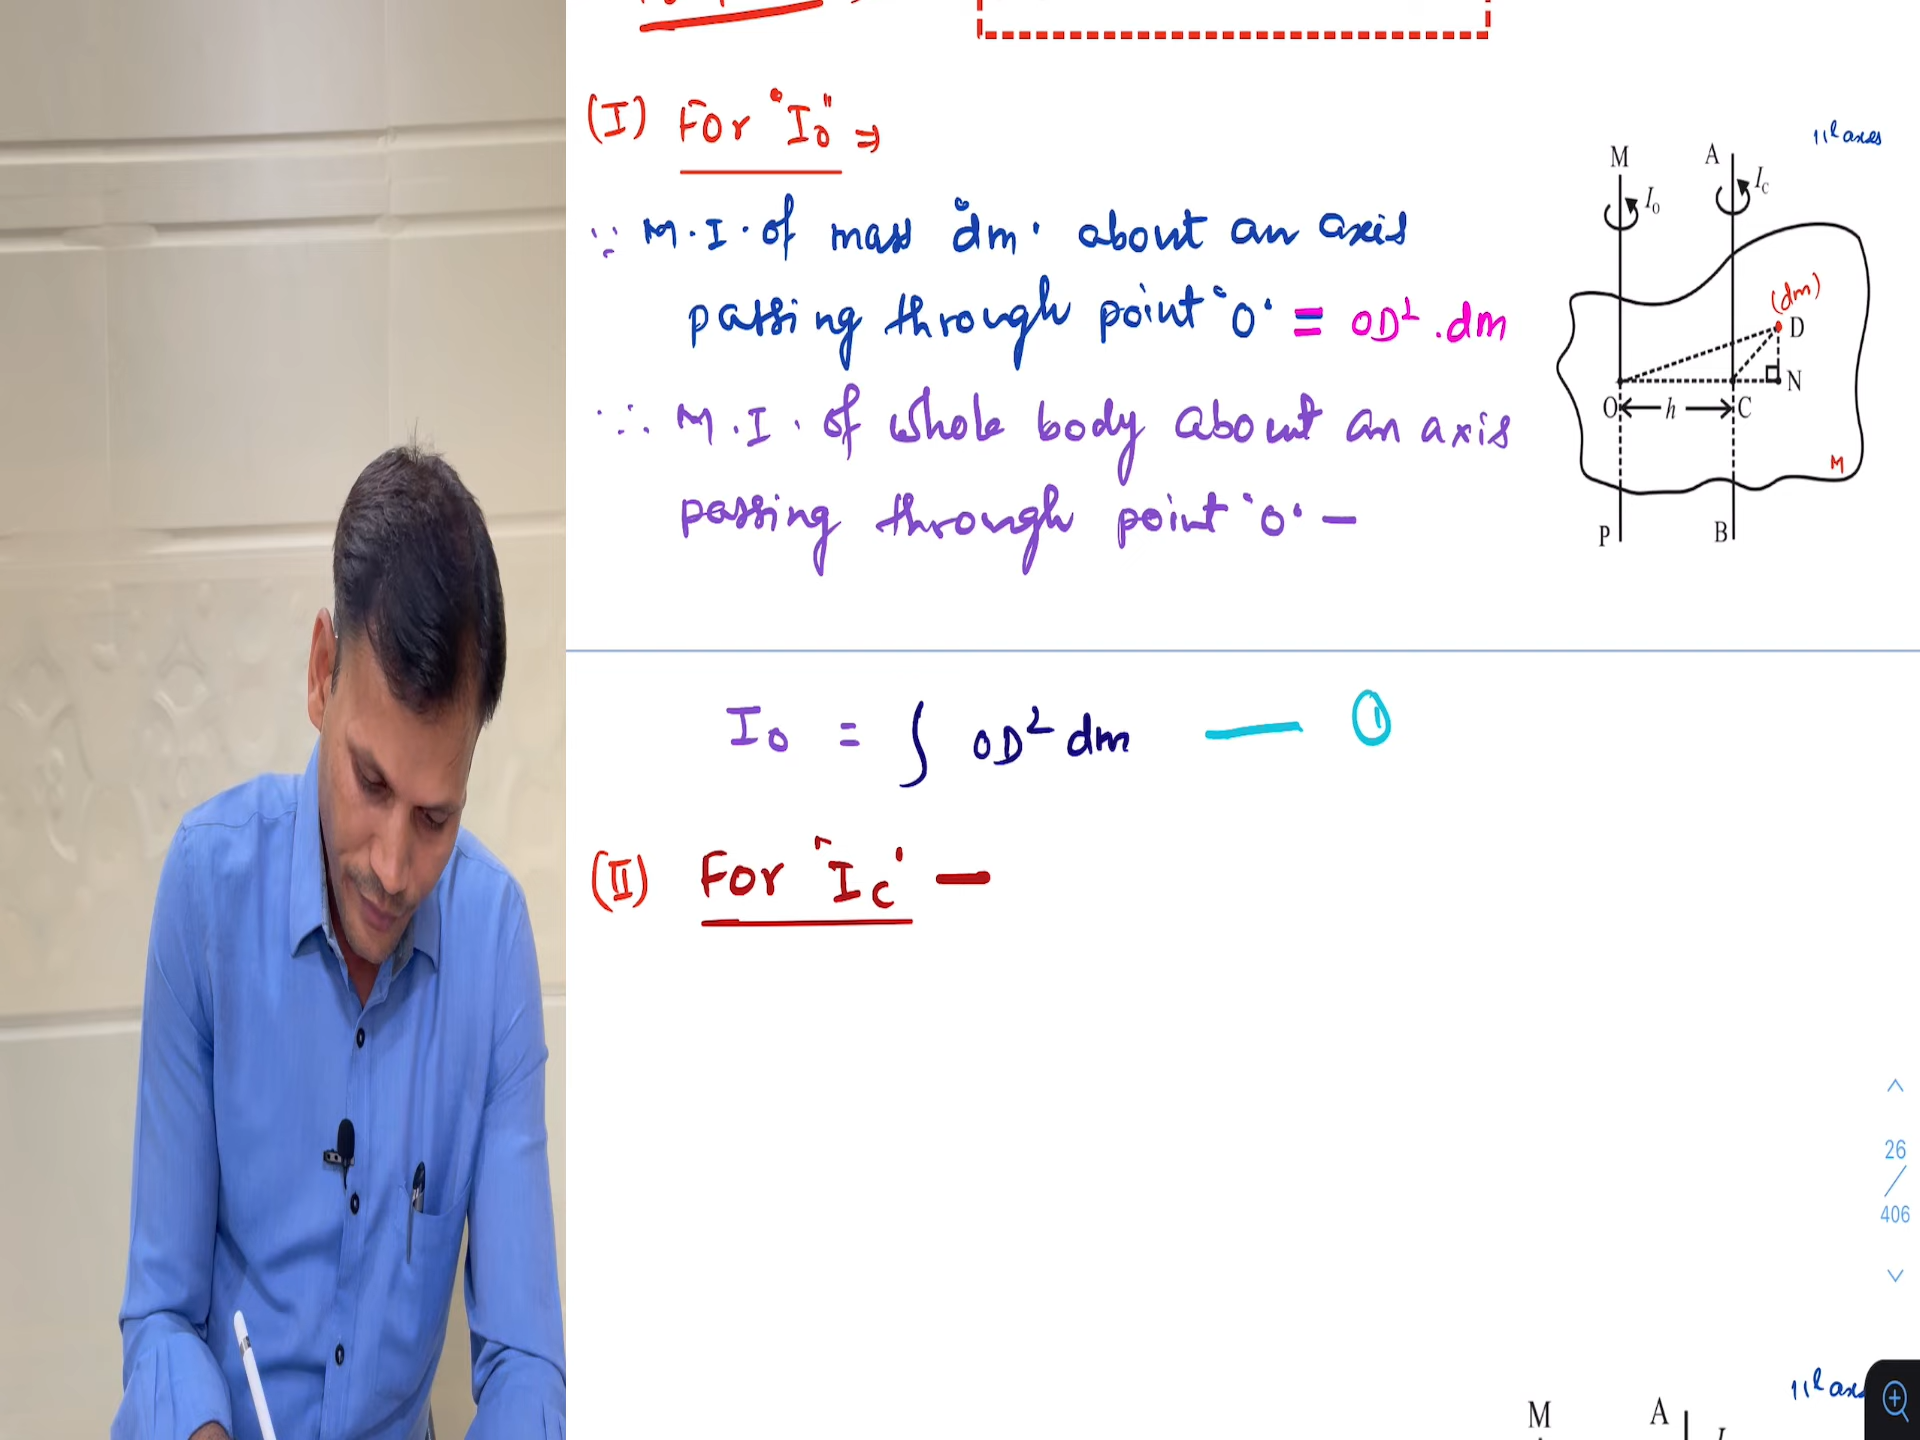 (I) For "I₀" ⇒
∵ M.I. of mass 'dm' about an axis
passing through point 'O' = OD² . dm
∴ M.I. of whole body about an axis
passing through point 'O' –
I₀ = ∫ OD² dm — ①
(II) For 'Ic' –
11ˡ axes
M
A
I₀
Ic
(dm)
D
N
O
h
C
M
P
B
26
/
406
M
A